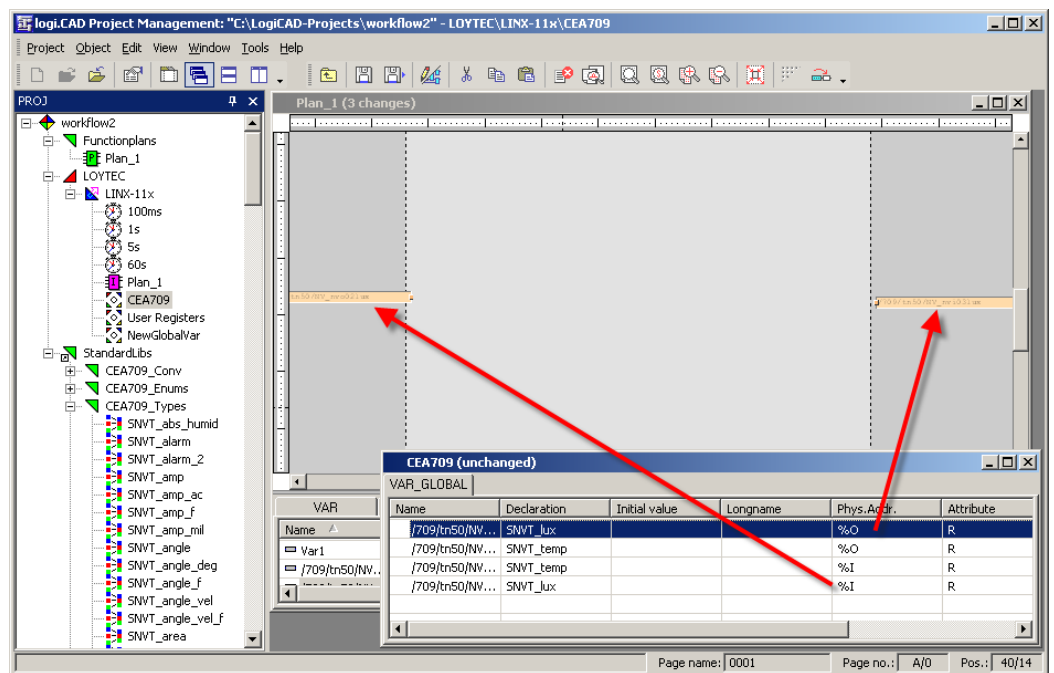 logi.CAD Project Management: "C:\LogiCAD-Projects\workflow2" - LOYTEC\LINX-11x\CEA709
Project Object Edit View Window Tools Help
PROJ
workflow2
Functionplans
Plan_1
LOYTEC
LINX-11x
100ms
1s
5s
60s
Plan_1
CEA709
User Registers
NewGlobalVar
StandardLibs
CEA709_Conv
CEA709_Enums
CEA709_Types
SNVT_abs_humid
SNVT_alarm
SNVT_alarm_2
SNVT_amp
SNVT_amp_ac
SNVT_amp_f
SNVT_amp_mil
SNVT_angle
SNVT_angle_deg
SNVT_angle_f
SNVT_angle_vel
SNVT_angle_vel_f
SNVT_area
Plan_1 (3 changes)
VAR
Name
Var1
/709/tn50/NV...
CEA709 (unchanged)
VAR_GLOBAL
Name Declaration Initial value Longname Phys.Addr. Attribute
/709/tn50/NV... SNVT_lux %O R
/709/tn50/NV... SNVT_temp %O R
/709/tn50/NV... SNVT_temp %I R
/709/tn50/NV... SNVT_lux %I R
Page name: 0001 Page no.: A/0 Pos.: 40/14